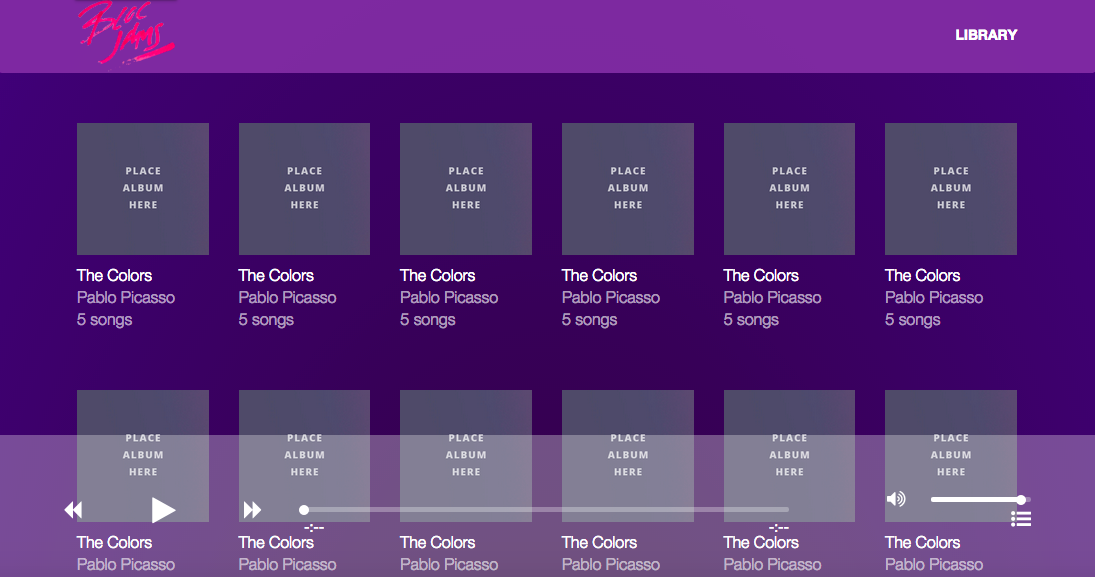 Bloc
JAMS
LIBRARY
PLACE
ALBUM
HERE
The Colors
Pablo Picasso
5 songs
PLACE
ALBUM
HERE
The Colors
Pablo Picasso
5 songs
PLACE
ALBUM
HERE
The Colors
Pablo Picasso
5 songs
PLACE
ALBUM
HERE
The Colors
Pablo Picasso
5 songs
PLACE
ALBUM
HERE
The Colors
Pablo Picasso
5 songs
PLACE
ALBUM
HERE
The Colors
Pablo Picasso
5 songs
PLACE
ALBUM
HERE
The Colors
Pablo Picasso
PLACE
ALBUM
HERE
The Colors
Pablo Picasso
PLACE
ALBUM
HERE
The Colors
Pablo Picasso
PLACE
ALBUM
HERE
The Colors
Pablo Picasso
PLACE
ALBUM
HERE
The Colors
Pablo Picasso
PLACE
ALBUM
HERE
The Colors
Pablo Picasso
-:--
-:--